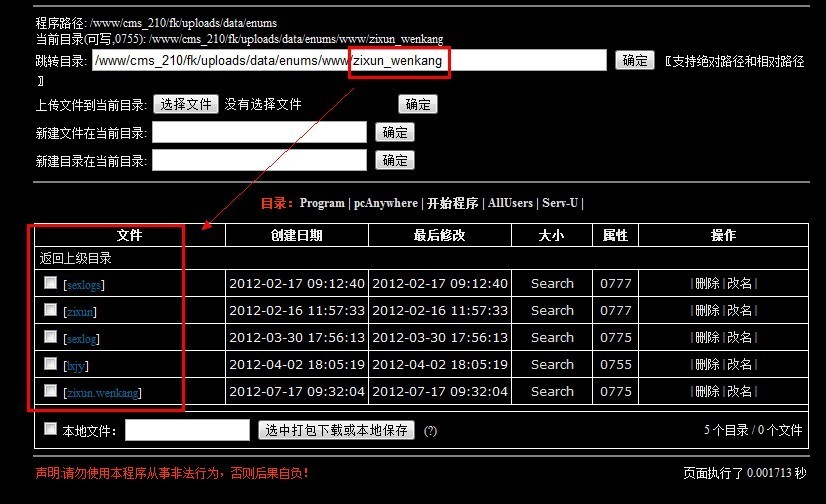 程序路径: /www/cms_210/fk/uploads/data/enums
当前目录(可写,0755): /www/cms_210/fk/uploads/data/enums/www/zixun_wenkang
跳转目录: /www/cms_210/fk/uploads/data/enums/www/zixun_wenkang 确定 〖支持绝对路径和相对路径
〗
上传文件到当前目录: 选择文件 没有选择文件 确定
新建文件在当前目录: 确定
新建目录在当前目录: 确定
目录：Program | pcAnywhere | 开始程序 | AllUsers | Serv-U |
文件 创建日期 最后修改 大小 属性 操作
返回上级目录
[sexlogs] 2012-02-17 09:12:40 2012-02-17 09:12:40 Search 0777 |删除|改名|
[zixun] 2012-02-16 11:57:33 2012-02-16 11:57:33 Search 0777 |删除|改名|
[sexlog] 2012-03-30 17:56:13 2012-03-30 17:56:13 Search 0775 |删除|改名|
[lxjy] 2012-04-02 18:05:19 2012-04-02 18:05:19 Search 0755 |删除|改名|
[zixun.wenkang] 2012-07-17 09:32:04 2012-07-17 09:32:04 Search 0775 |删除|改名|
本地文件： 选中打包下载或本地保存 (?) 5 个目录 / 0 个文件
声明:请勿使用本程序从事非法行为，否则后果自负！ 页面执行了 0.001713 秒